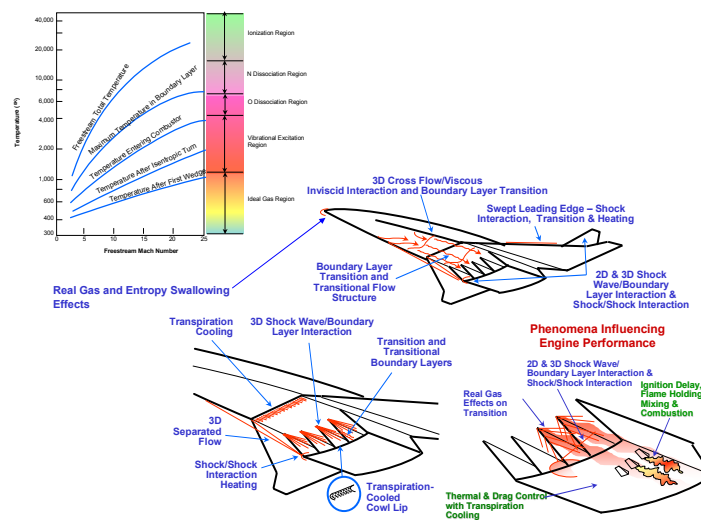 40,000
20,000
10,000
6,000
4,000
2,000
1,000
600
400
300
Temperature (°R)
0
5
10
15
20
25
Freestream Mach Number
Freestream Total Temperature
Maximum Temperature in Boundary Layer
Temperature Entering Combustor
Temperature After Isentropic Turn
Temperature After First Wedge
Ionization Region
N Dissociation Region
O Dissociation Region
Vibrational Excitation
Region
Ideal Gas Region
3D Cross Flow/Viscous
Inviscid Interaction and Boundary Layer Transition
Swept Leading Edge – Shock
Interaction, Transition & Heating
Boundary Layer
Transition and
Transitional Flow
Structure
2D & 3D Shock
Wave/Boundary
Layer Interaction &
Shock/Shock Interaction
Real Gas and Entropy Swallowing
Effects
Transpiration
Cooling
3D Shock Wave/Boundary
Layer Interaction
Transition and
Transitional
Boundary Layers
3D
Separated
Flow
Shock/Shock
Interaction
Heating
Transpiration-
Cooled
Cowl Lip
Phenomena Influencing
Engine Performance
2D & 3D Shock Wave/
Boundary Layer Interaction &
Shock/Shock Interaction
Real Gas
Effects on
Transition
Ignition Delay,
Flame Holding
Mixing &
Combustion
Thermal & Drag Control
with Transpiration
Cooling